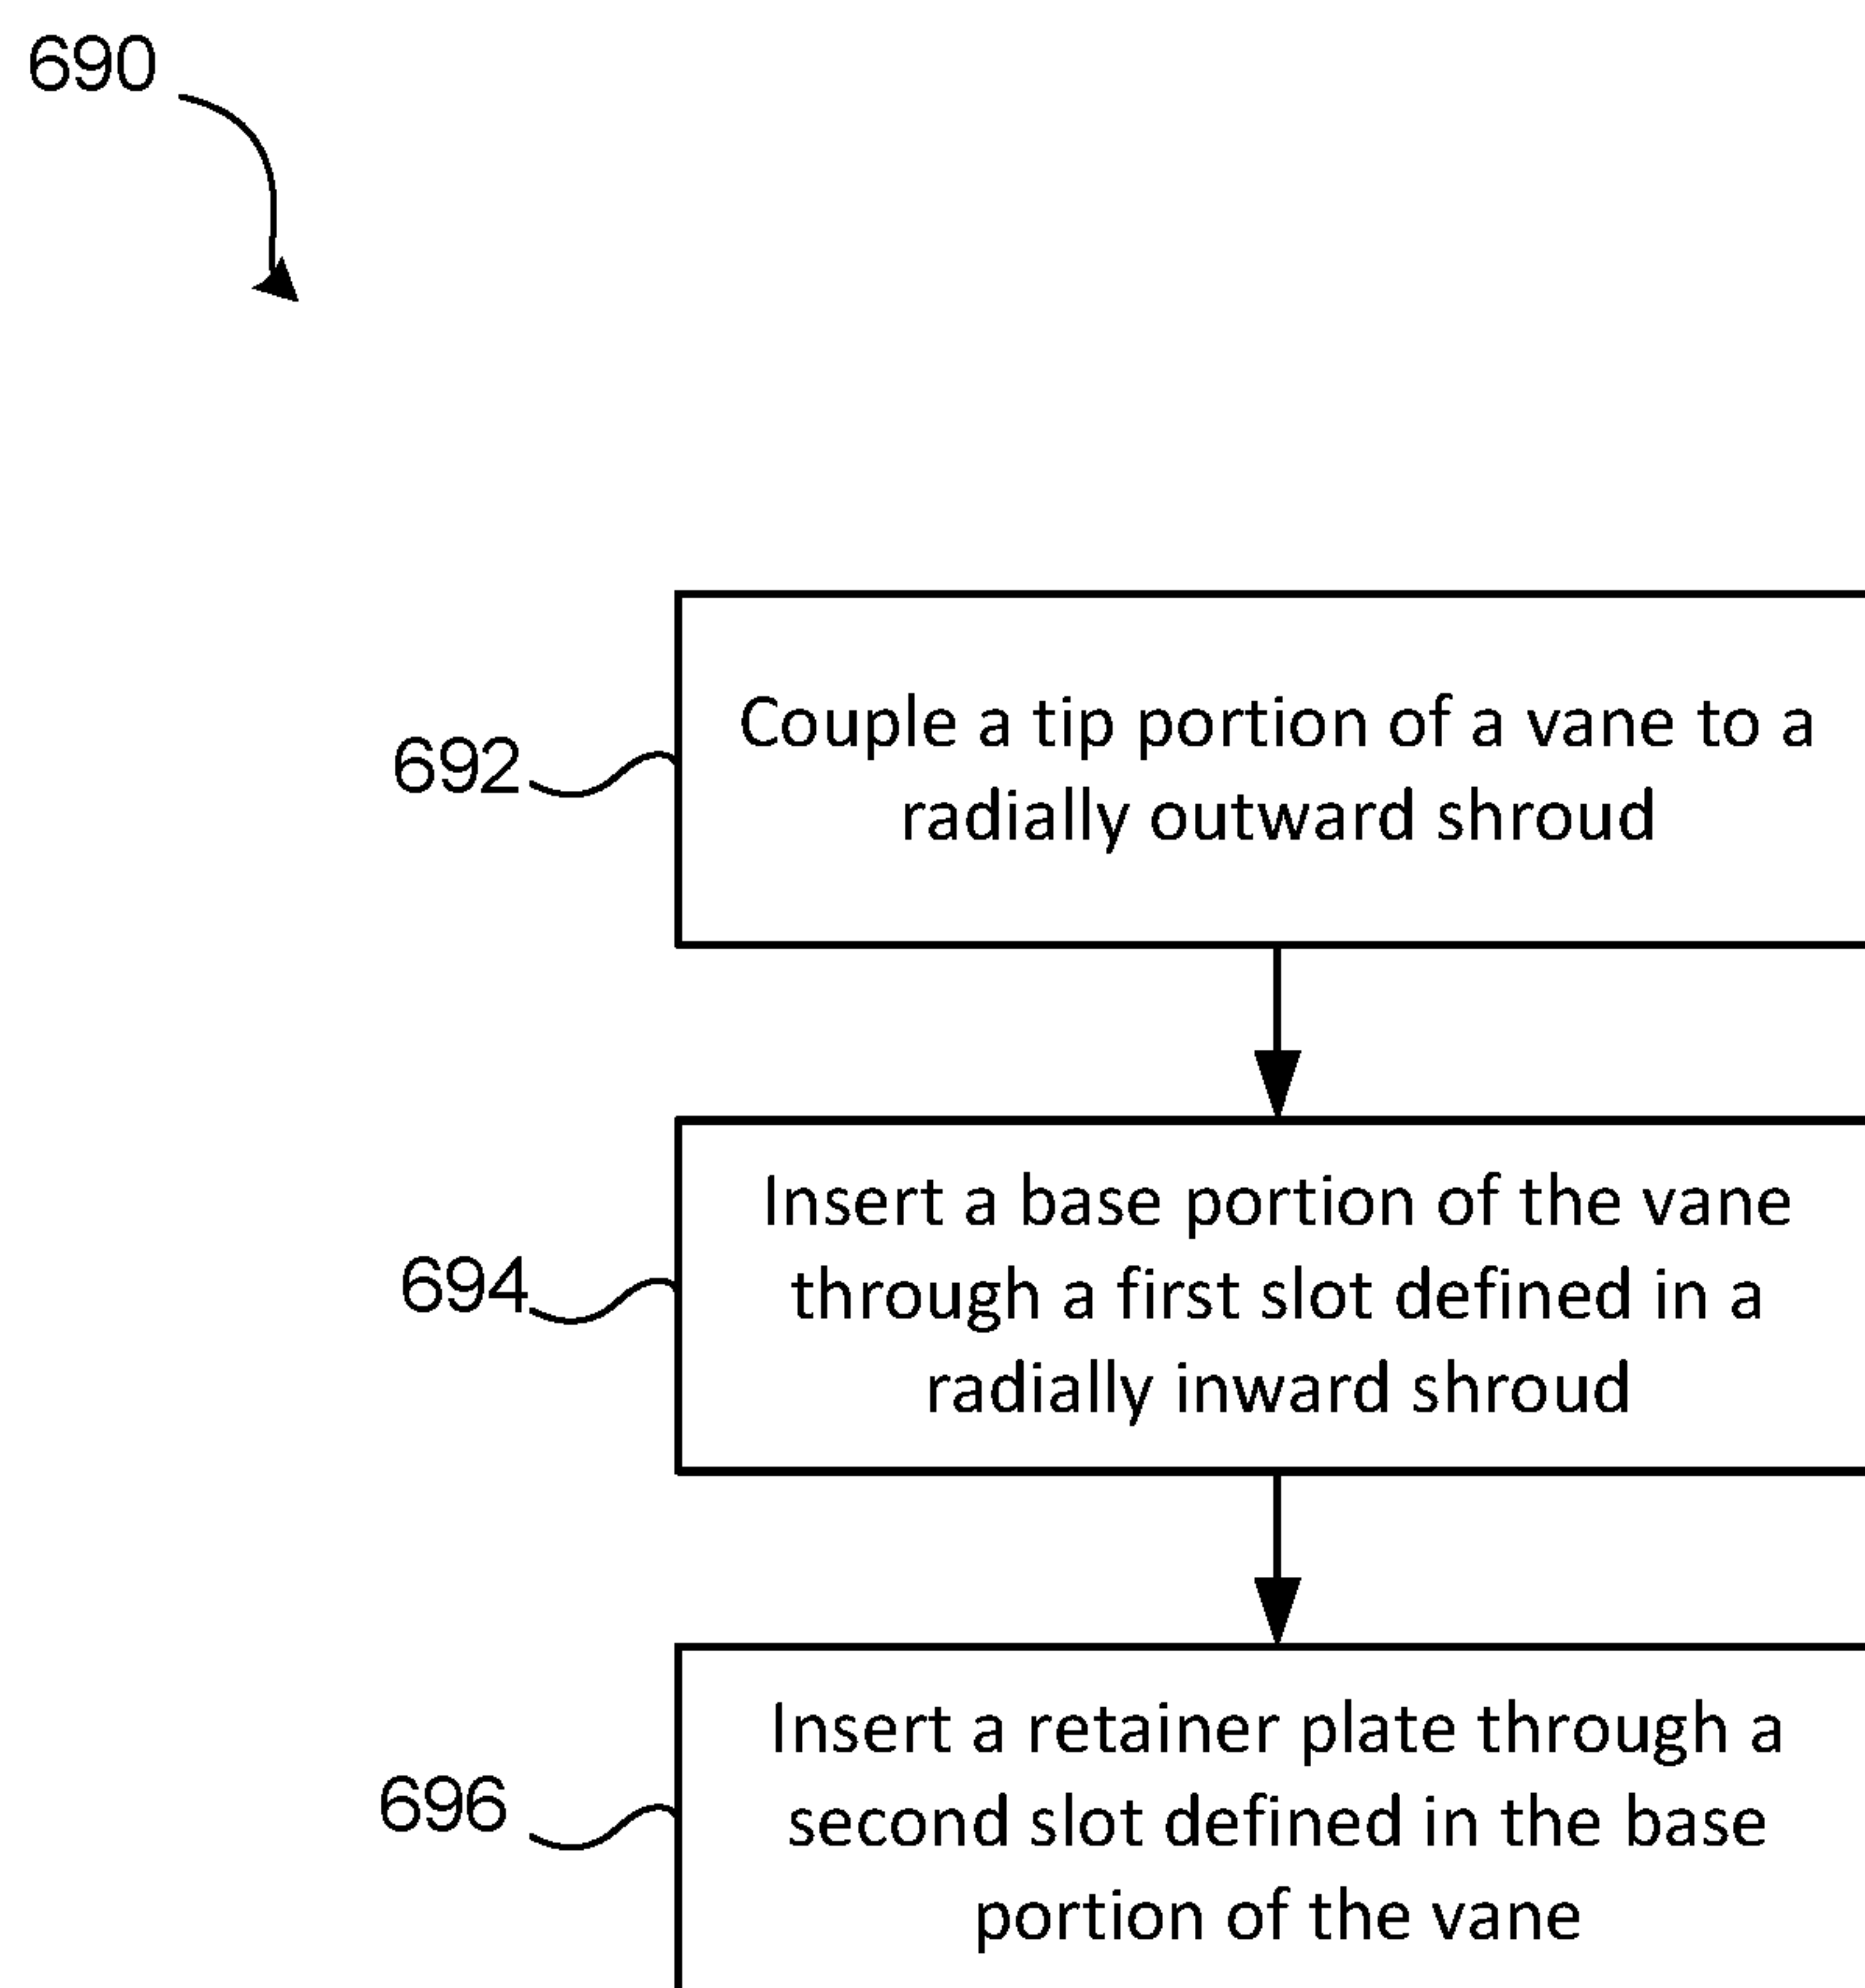 690
692
Couple a tip portion of a vane to a
radially outward shroud
694
Insert a base portion of the vane
through a first slot defined in a
radially inward shroud
696
Insert a retainer plate through a
second slot defined in the base
portion of the vane